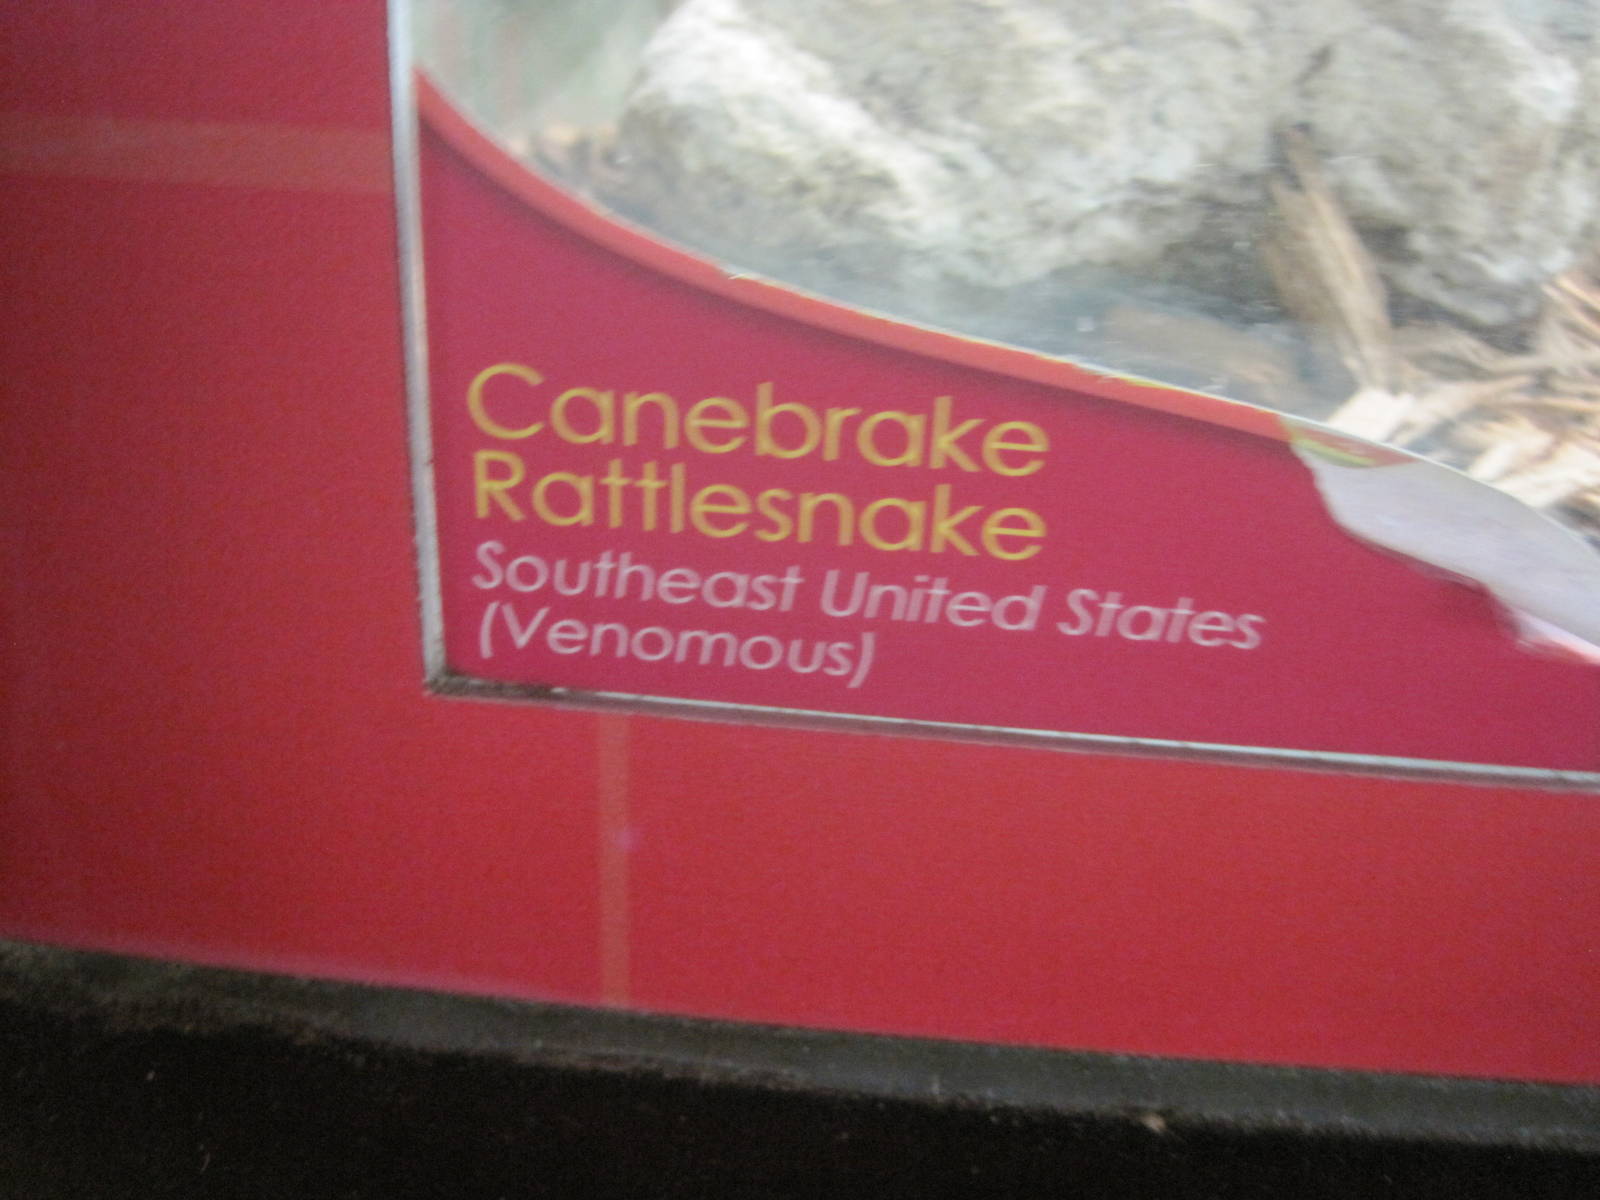 Canebrake
Rattlesnake
Southeast United States
(Venomous)